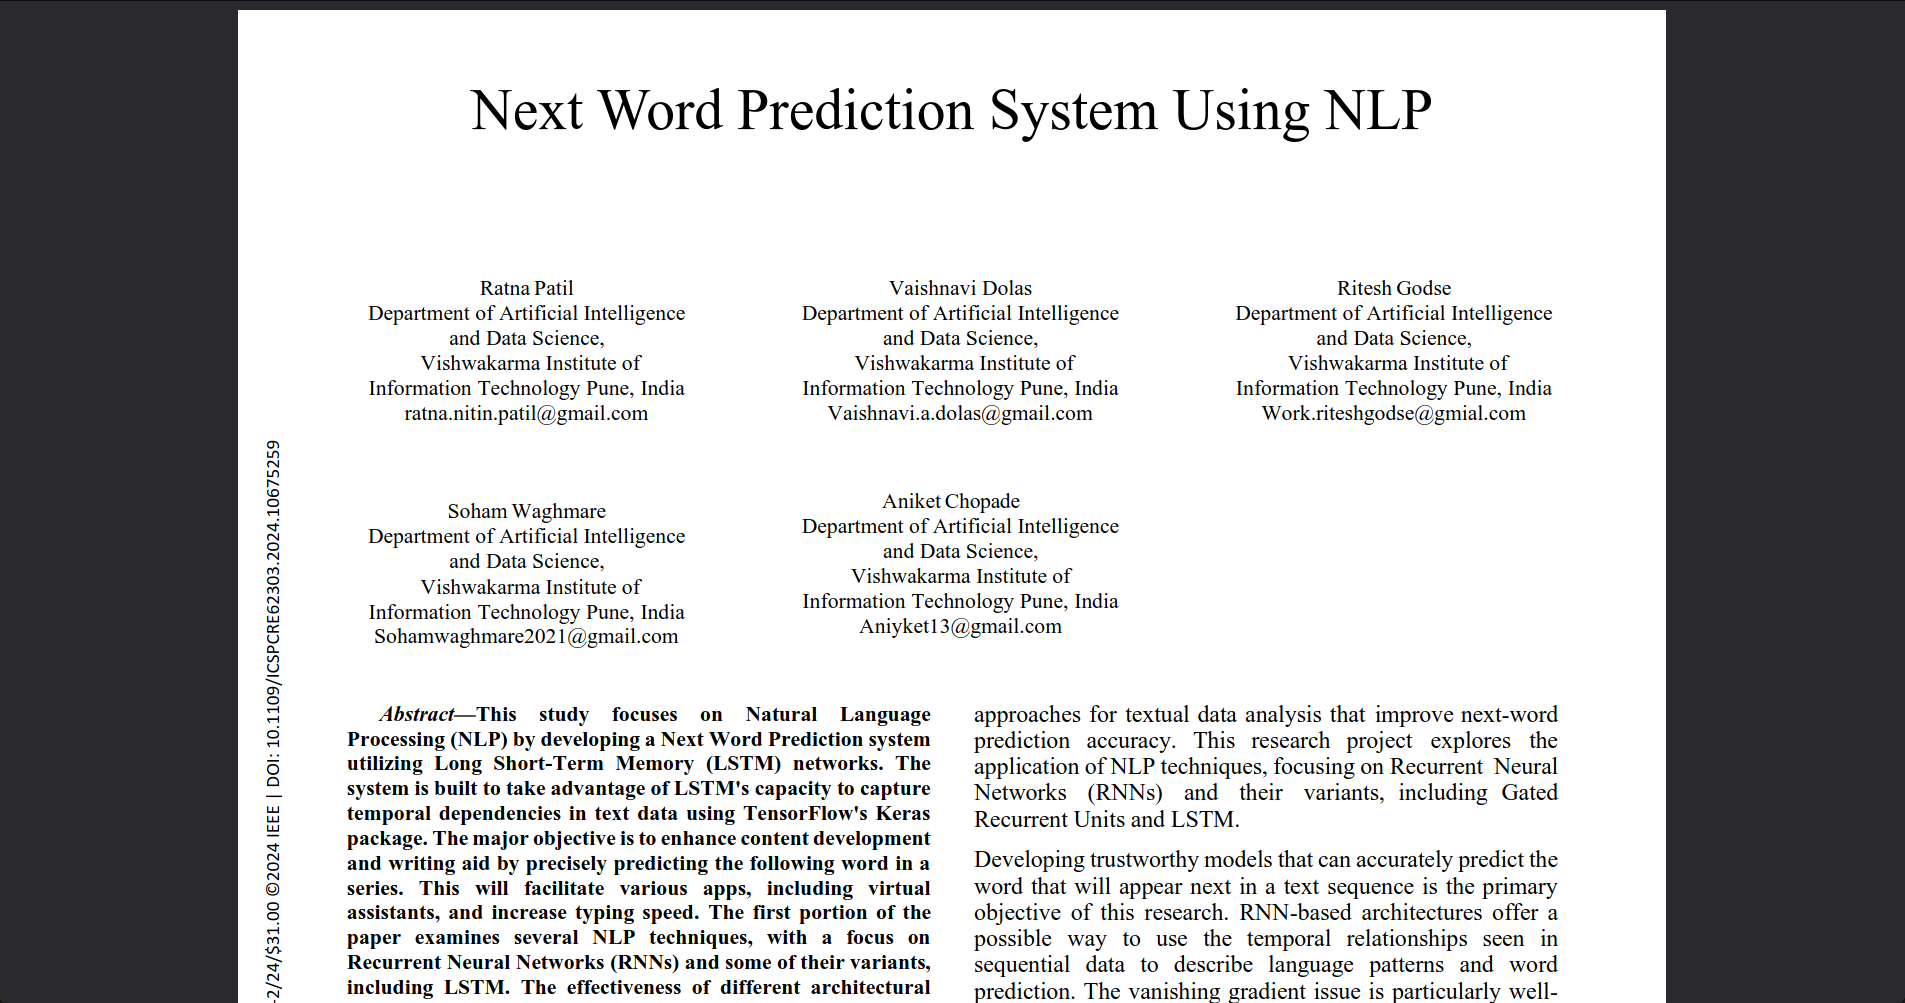 Next Word Prediction System Using NLP
Ratna Patil
Department of Artificial Intelligence
and Data Science,
Vishwakarma Institute of
Information Technology Pune, India
ratna.nitin.patil@gmail.com
Vaishnavi Dolas
Department of Artificial Intelligence
and Data Science,
Vishwakarma Institute of
Information Technology Pune, India
Vaishnavi.a.dolas@gmail.com
Ritesh Godse
Department of Artificial Intelligence
and Data Science,
Vishwakarma Institute of
Information Technology Pune, India
Work.riteshgodse@gmial.com
Soham Waghmare
Department of Artificial Intelligence
and Data Science,
Vishwakarma Institute of
Information Technology Pune, India
Sohamwaghmare2021@gmail.com
Aniket Chopade
Department of Artificial Intelligence
and Data Science,
Vishwakarma Institute of
Information Technology Pune, India
Aniyket13@gmail.com
Abstract—This study focuses on Natural Language
Processing (NLP) by developing a Next Word Prediction system
utilizing Long Short-Term Memory (LSTM) networks. The
system is built to take advantage of LSTM's capacity to capture
temporal dependencies in text data using TensorFlow's Keras
package. The major objective is to enhance content development
and writing aid by precisely predicting the following word in a
series. This will facilitate various apps, including virtual
assistants, and increase typing speed. The first portion of the
paper examines several NLP techniques, with a focus on
Recurrent Neural Networks (RNNs) and some of their variants,
including LSTM. The effectiveness of different architectural
approaches for textual data analysis that improve next-word
prediction accuracy. This research project explores the
application of NLP techniques, focusing on Recurrent Neural
Networks (RNNs) and their variants, including Gated
Recurrent Units and LSTM.
Developing trustworthy models that can accurately predict the
word that will appear next in a text sequence is the primary
objective of this research. RNN-based architectures offer a
possible way to use the temporal relationships seen in
sequential data to describe language patterns and word
prediction. The vanishing gradient issue is particularly well-
-2/24/$31.00 ©2024 IEEE | DOI: 10.1109/ICSPCRE62303.2024.10675259